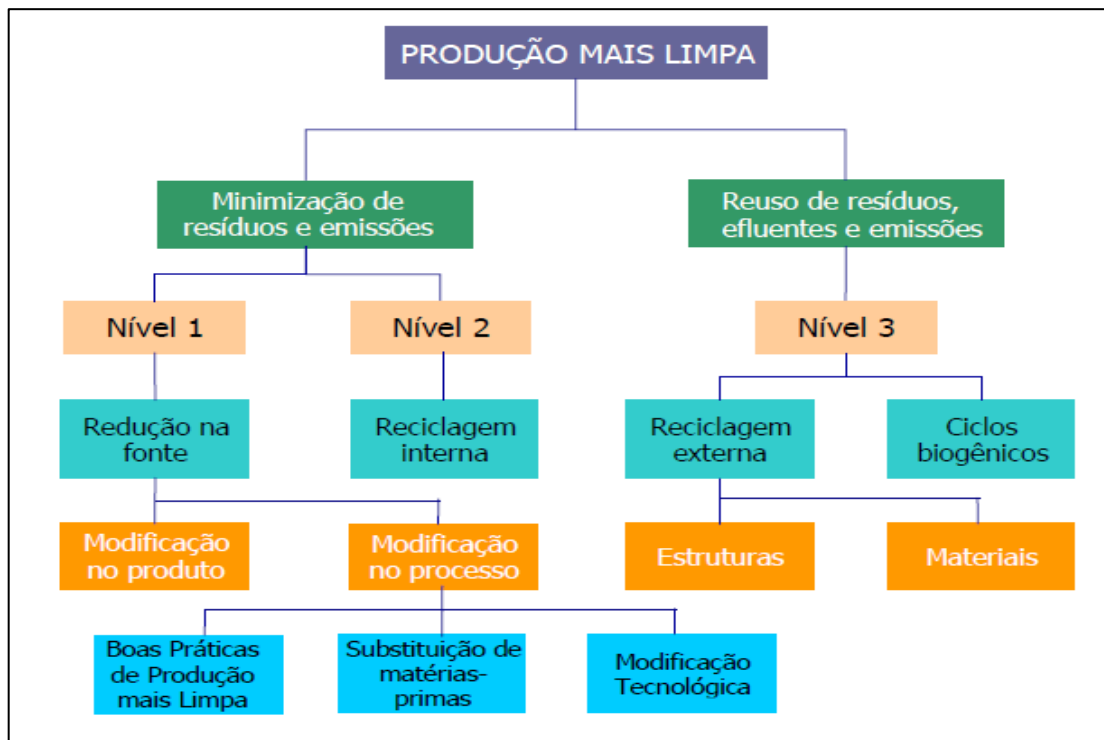 PRODUÇÃO MAIS LIMPA
Minimização de
resíduos e emissões
Reuso de resíduos,
efluentes e emissões
Nível 1
Nível 2
Nível 3
Redução na
fonte
Reciclagem
interna
Reciclagem
externa
Ciclos
biogênicos
Modificação
no produto
Modificação
no processo
Estruturas
Materiais
Boas Práticas
de Produção
mais Limpa
Substituição de
matérias-
primas
Modificação
Tecnológica